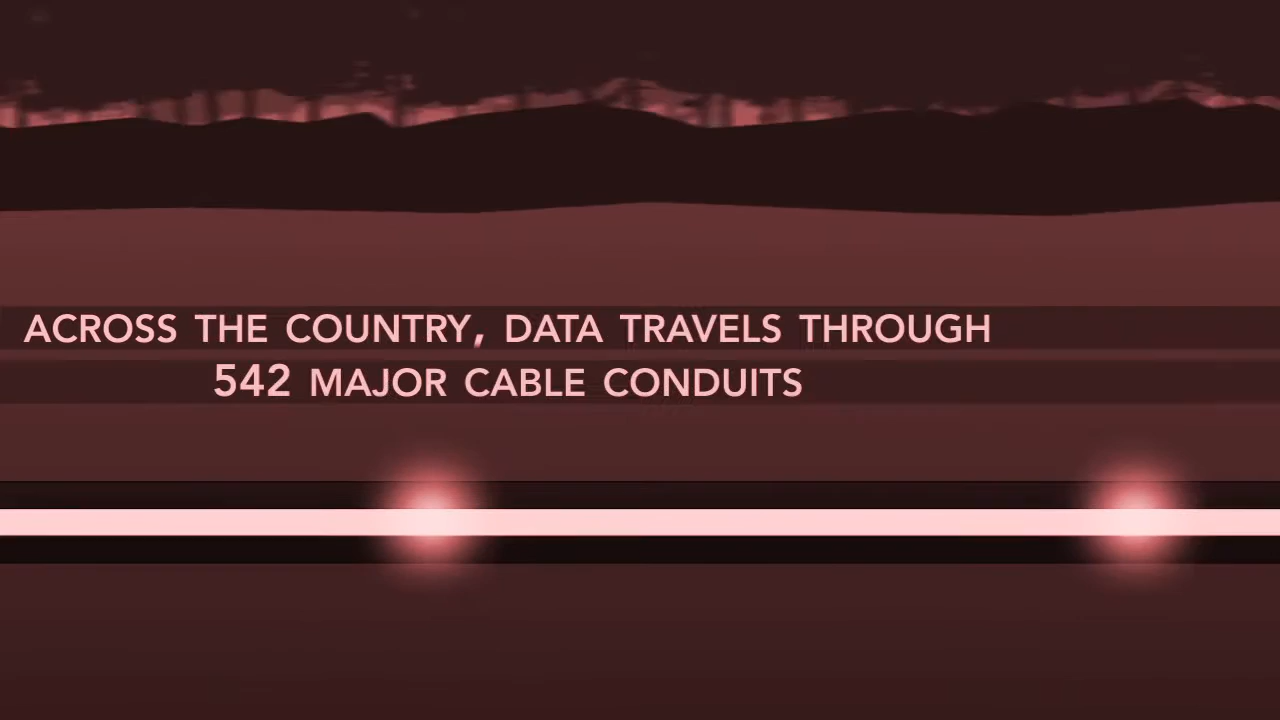 ACROSS THE COUNTRY, DATA TRAVELS THROUGH
542 MAJOR CABLE CONDUITS